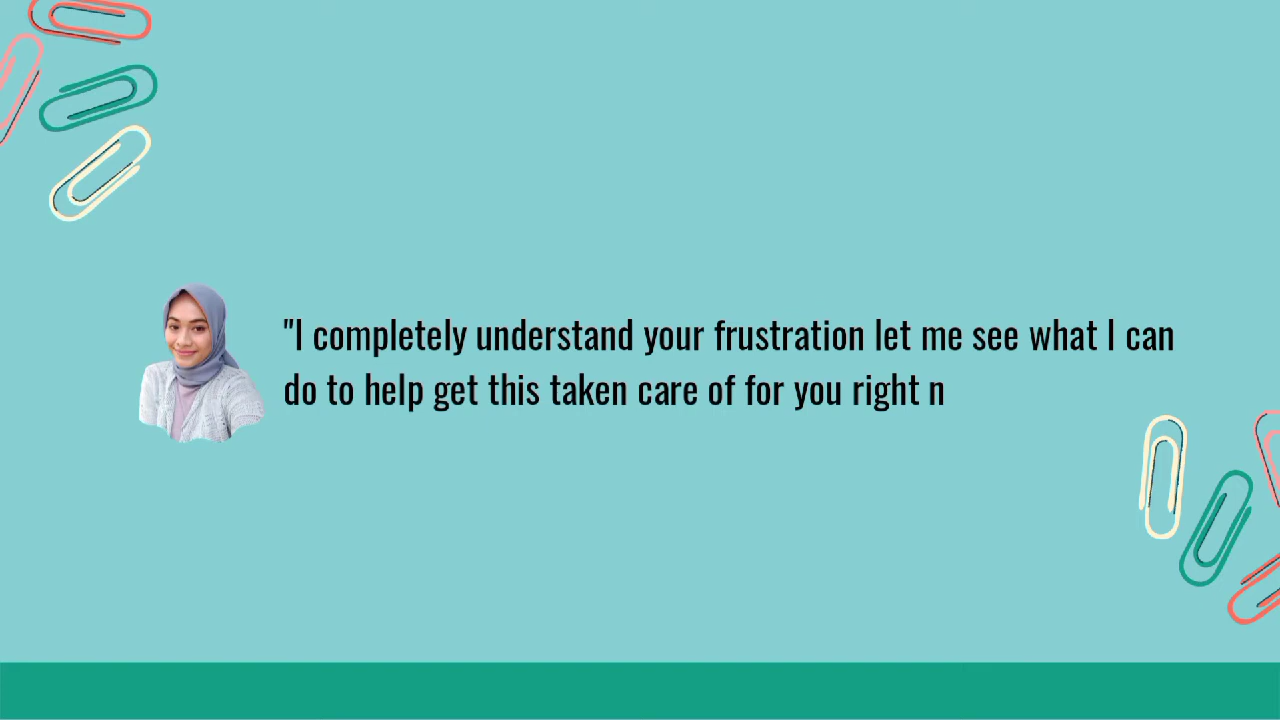 "I completely understand your frustration let me see what I can
do to help get this taken care of for you right n